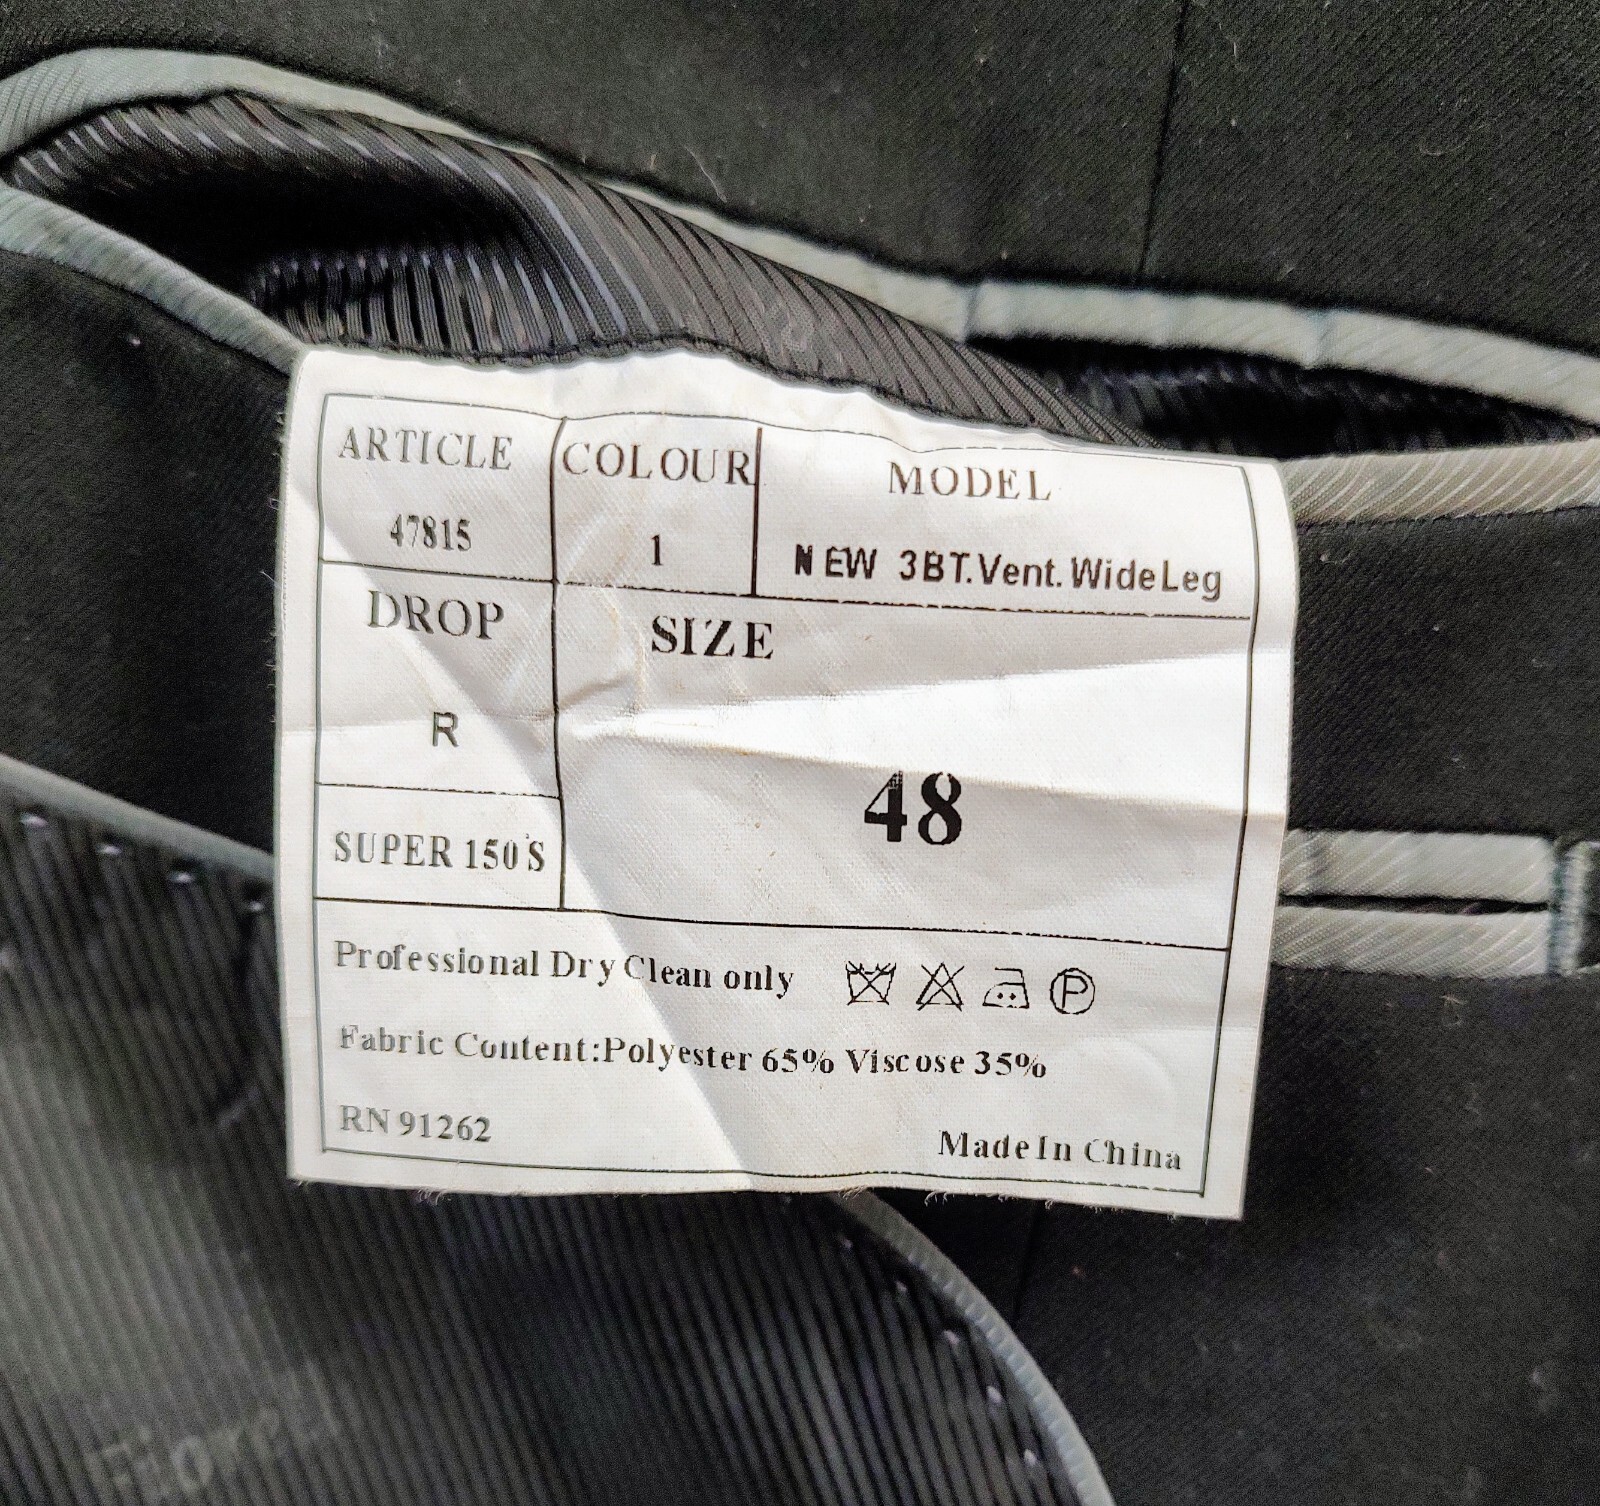 ARTICLE COLOUR MODEL
47815 1 NEW 3BT.Vent.WideLeg
DROP SIZE
R 48
SUPER 150'S
Professional Dry Clean only P
Fabric Content:Polyester 65% Viscose 35%
RN 91262 Made In China